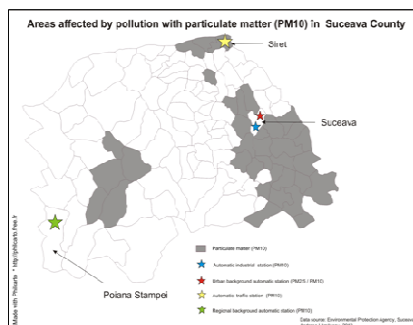 Areas affected by pollution with particulate matter (PM10) in Suceava County
Siret
Suceava
Poiana Stampei
Particulate matter (PM10)
Automatic industrial station (PM10)
Urban background automatic station (PM2.5 / PM10)
Automatic traffic station (PM10)
Regional background automatic station (PM10)
Made with Philcarto * http://philcarto.free.fr
Data source: Environmental Protection Agency, Suceava